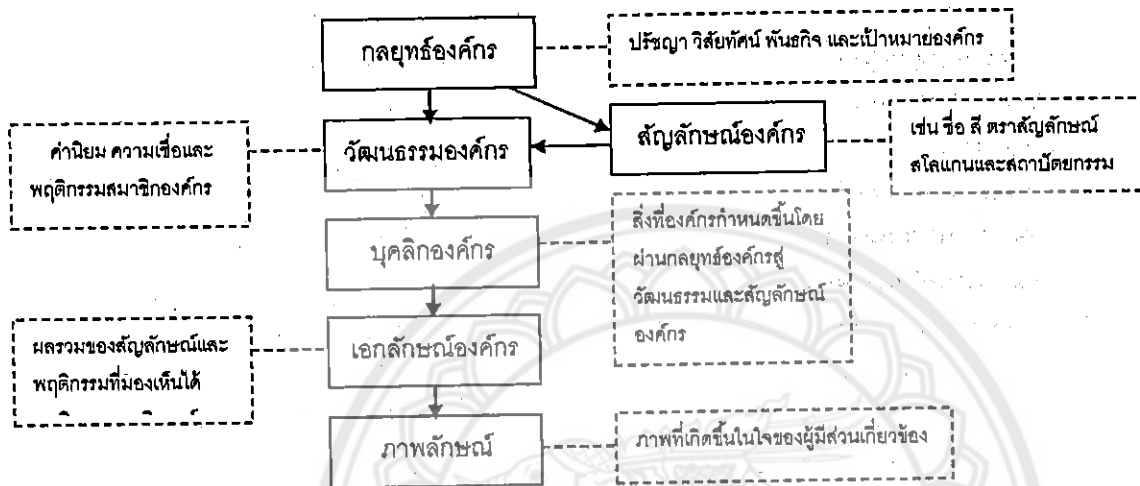 กลยุทธ์องค์กร
ปรัชญา วิสัยทัศน์ พันธกิจ และเป้าหมายองค์กร
สัญลักษณ์องค์กร
เช่น ชื่อ สี ตราสัญลักษณ์
สโลแกนและสถาปัตยกรรม
วัฒนธรรมองค์กร
ค่านิยม ความเชื่อและ
พฤติกรรมสมาชิกองค์กร
บุคลิกองค์กร
สิ่งที่องค์กรกำหนดขึ้นโดย
ผ่านกลยุทธ์องค์กรสู่
วัฒนธรรมและสัญลักษณ์
องค์กร
เอกลักษณ์องค์กร
ผลรวมของสัญลักษณ์และ
พฤติกรรมที่มองเห็นได้
ภาพลักษณ์
ภาพที่เกิดขึ้นในใจของผู้มีส่วนเกี่ยวข้อง